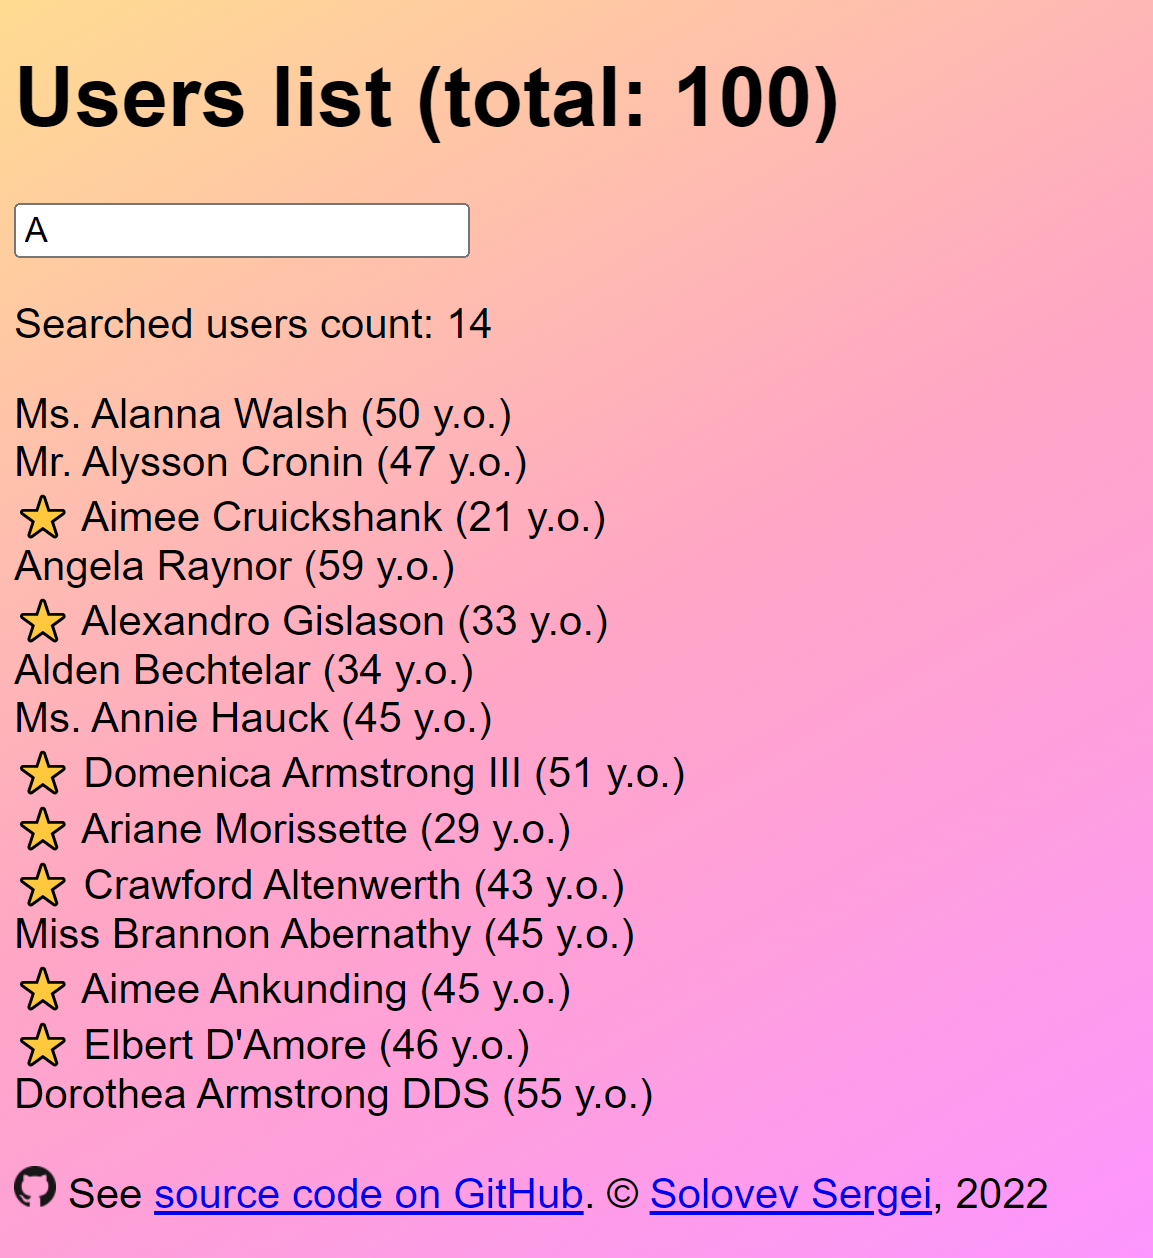 Users list (total: 100)
A
Searched users count: 14
Ms. Alanna Walsh (50 y.o.)
Mr. Alysson Cronin (47 y.o.)
Aimee Cruickshank (21 y.o.)
Angela Raynor (59 y.o.)
Alexandro Gislason (33 y.o.)
Alden Bechtelar (34 y.o.)
Ms. Annie Hauck (45 y.o.)
Domenica Armstrong III (51 y.o.)
Ariane Morissette (29 y.o.)
Crawford Altenwerth (43 y.o.)
Miss Brannon Abernathy (45 y.o.)
Aimee Ankunding (45 y.o.)
Elbert D'Amore (46 y.o.)
Dorothea Armstrong DDS (55 y.o.)
See source code on GitHub. © Solovev Sergei, 2022